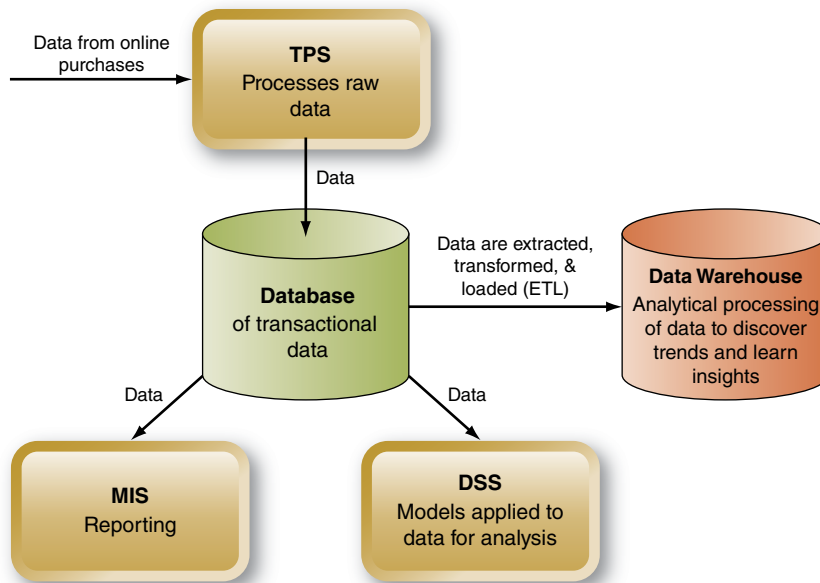 Data from online
purchases
TPS
Processes raw
data
Data
Database
of transactional
data
Data are extracted,
transformed, &
loaded (ETL)
Data Warehouse
Analytical processing
of data to discover
trends and learn
insights
Data
Data
MIS
Reporting
DSS
Models applied to
data for analysis